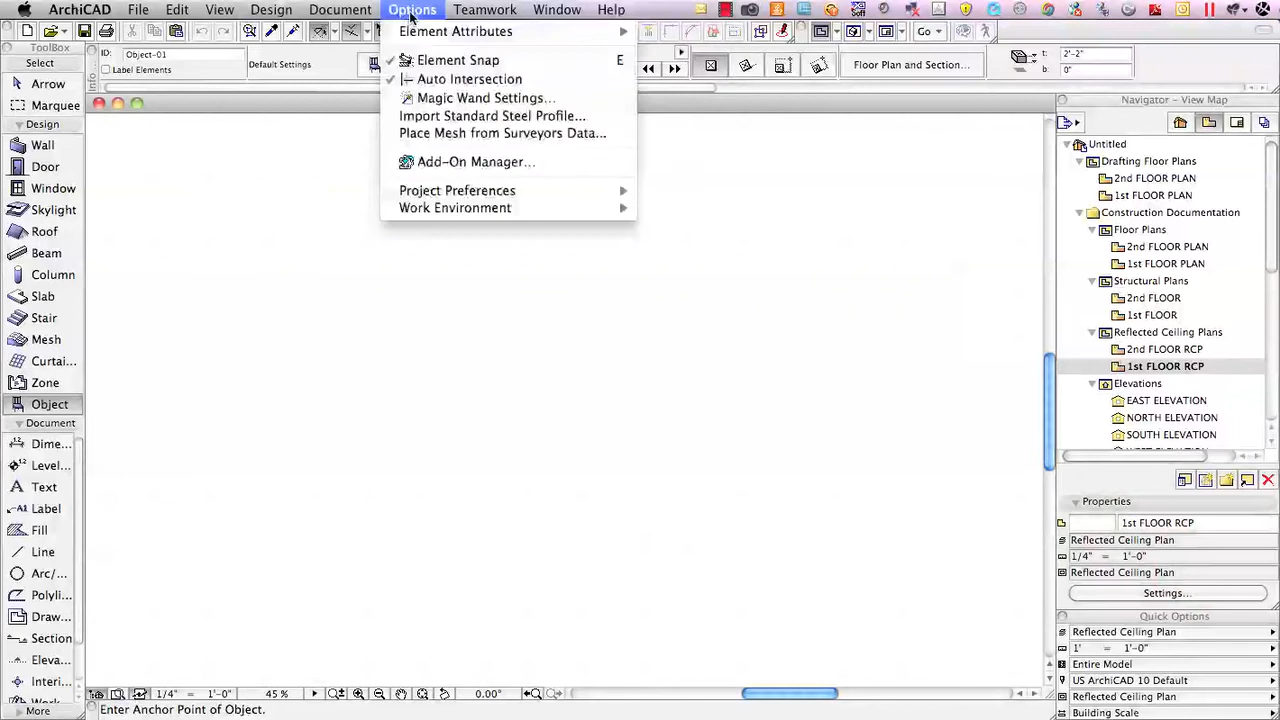 ArchiCAD File Edit View Design Document Options Teamwork Window Help
ToolBox
Select
Arrow
Marquee
Design
Wall
Door
Window
Skylight
Roof
Beam
Column
Slab
Stair
Mesh
Curtai...
Zone
Object
Document
Dime...
Level...
Text
Label
Fill
Line
Arc/...
Polyli...
Draw...
Section
Eleva...
Interi...
More
ID:
Object-01
Label Elements
Default Settings
Element Attributes
Element Snap E
Auto Intersection
Magic Wand Settings...
Import Standard Steel Profile...
Place Mesh from Surveyors Data...
Add-On Manager...
Project Preferences
Work Environment
Go
Floor Plan and Section...
t: 2'-2"
b: 0"
Navigator - View Map
Untitled
Drafting Floor Plans
2nd FLOOR PLAN
1st FLOOR PLAN
Construction Documentation
Floor Plans
2nd FLOOR PLAN
1st FLOOR PLAN
Structural Plans
2nd FLOOR
1st FLOOR
Reflected Ceiling Plans
2nd FLOOR RCP
1st FLOOR RCP
Elevations
EAST ELEVATION
NORTH ELEVATION
SOUTH ELEVATION
Properties
1st FLOOR RCP
Reflected Ceiling Plan
1/4" = 1'-0"
Reflected Ceiling Plan
Settings...
Quick Options
Reflected Ceiling Plan
1' = 1'-0"
Entire Model
US ArchiCAD 10 Default
Reflected Ceiling Plan
Building Scale
1/4" = 1'-0" 45 % 0.00°
Enter Anchor Point of Object.